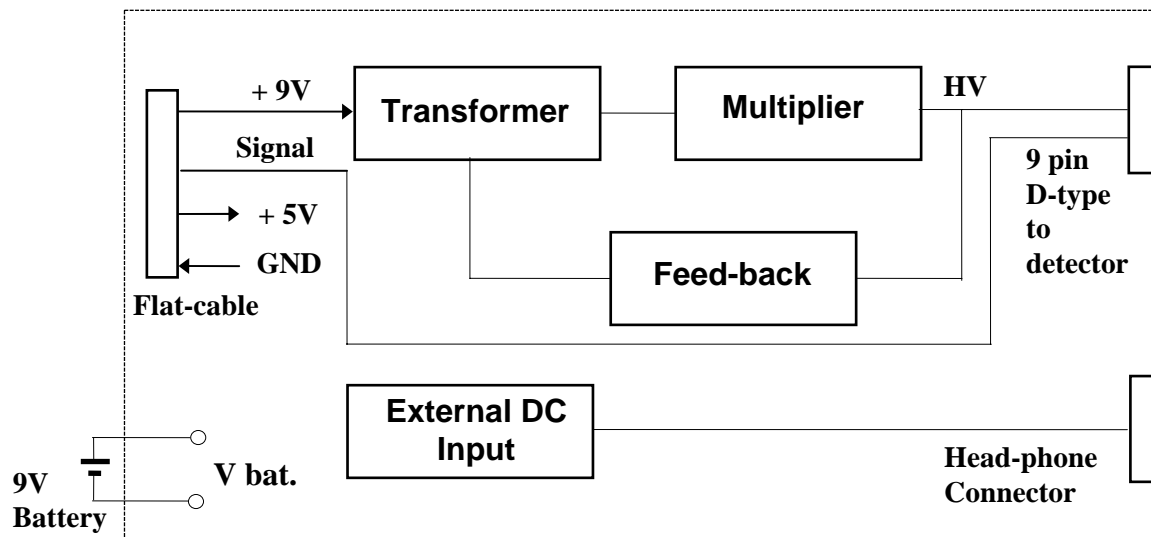 + 9V
Transformer
Multiplier
HV
Signal
9 pin
D-type
to
detector
+ 5V
GND
Feed-back
Flat-cable
External DC
Input
Head-phone
Connector
V bat.
9V
Battery